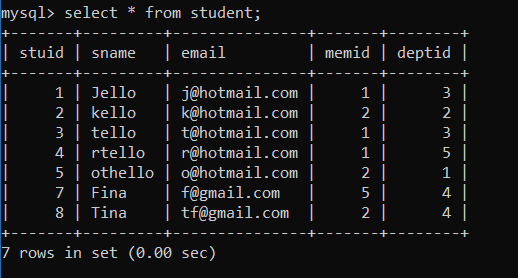 mysql> select * from student;
+-------+---------+---------------+-------+--------+
| stuid | sname   | email         | memid | deptid |
+-------+---------+---------------+-------+--------+
|     1 | Jello   | j@hotmail.com |     1 |      3 |
|     2 | kello   | k@hotmail.com |     2 |      2 |
|     3 | tello   | t@hotmail.com |     1 |      3 |
|     4 | rtello  | r@hotmail.com |     1 |      5 |
|     5 | othello | o@hotmail.com |     2 |      1 |
|     7 | Fina    | f@gmail.com   |     5 |      4 |
|     8 | Tina    | tf@gmail.com  |     2 |      4 |
+-------+---------+---------------+-------+--------+
7 rows in set (0.00 sec)